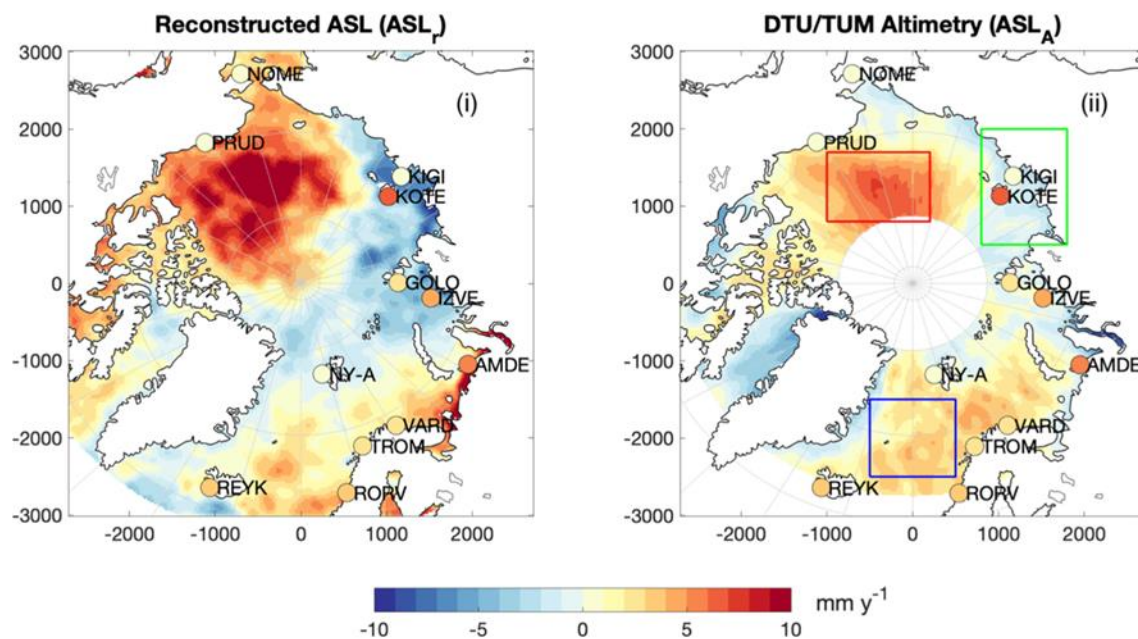 Reconstructed ASL (ASLr)
DTU/TUM Altimetry (ASLA)
3000
2000
1000
0
-1000
-2000
-3000
-2000
-1000
0
1000
2000
(i)
NOME
PRUD
KIGI
KOTE
GOLO
IZVE
AMDE
NY-A
VARD
TROM
REYK
RORV
3000
2000
1000
0
-1000
-2000
-3000
-2000
-1000
0
1000
2000
(ii)
NOME
PRUD
KIGI
KOTE
GOLO
IZVE
AMDE
NY-A
VARD
TROM
REYK
RORV
-10
-5
0
5
10
mm y-1